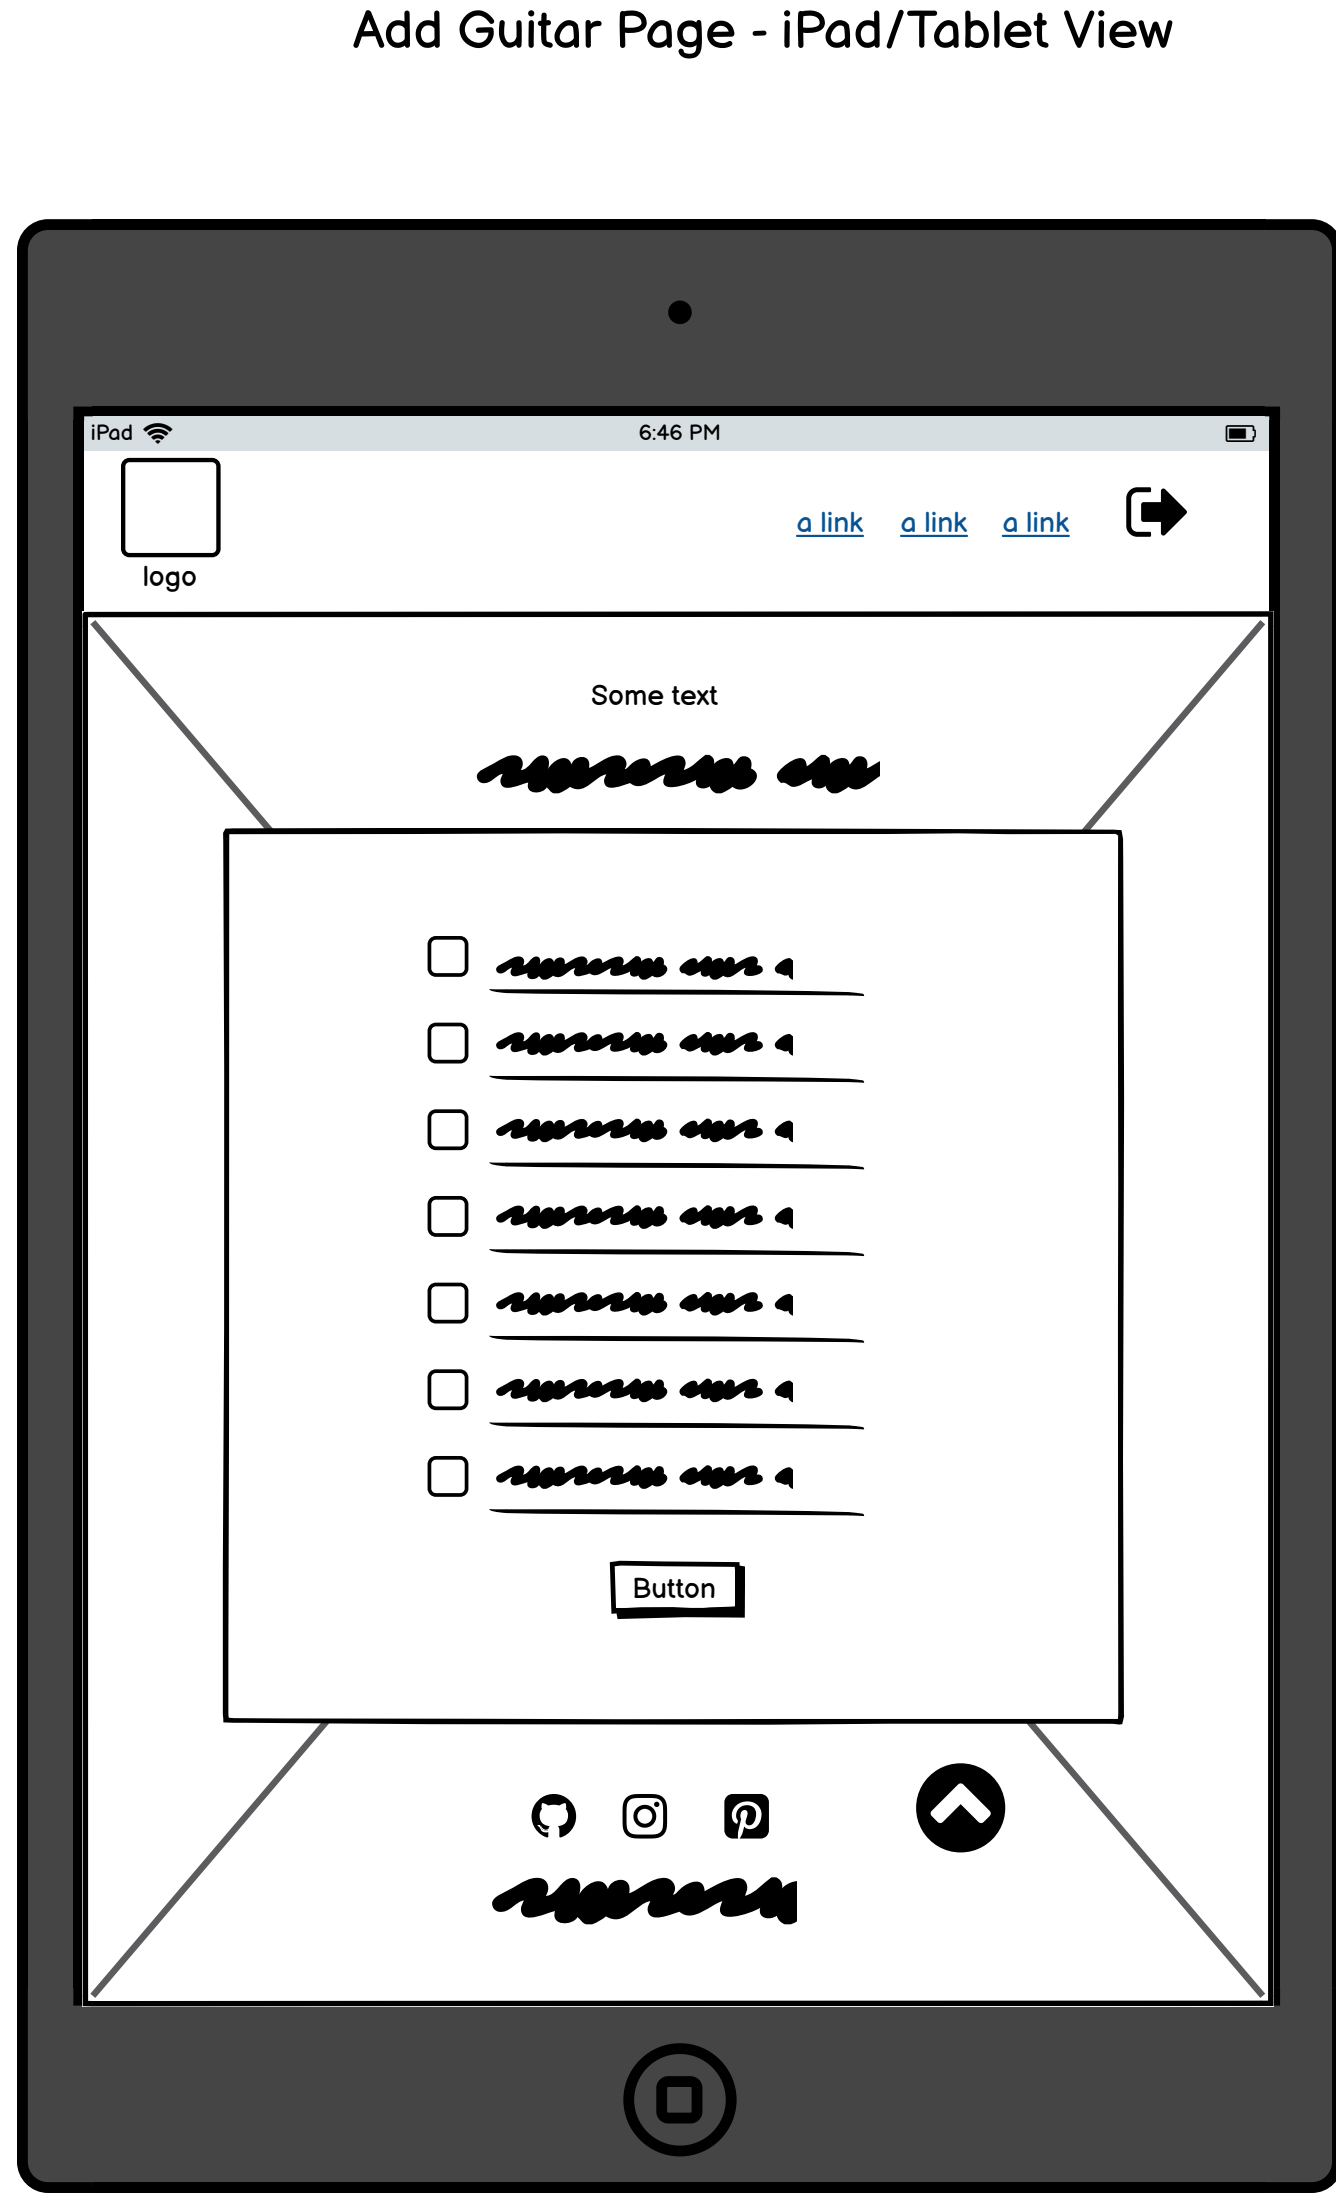 Add Guitar Page - iPad/Tablet View
iPad 6:46 PM
a link a link a link
logo
Some text
Button